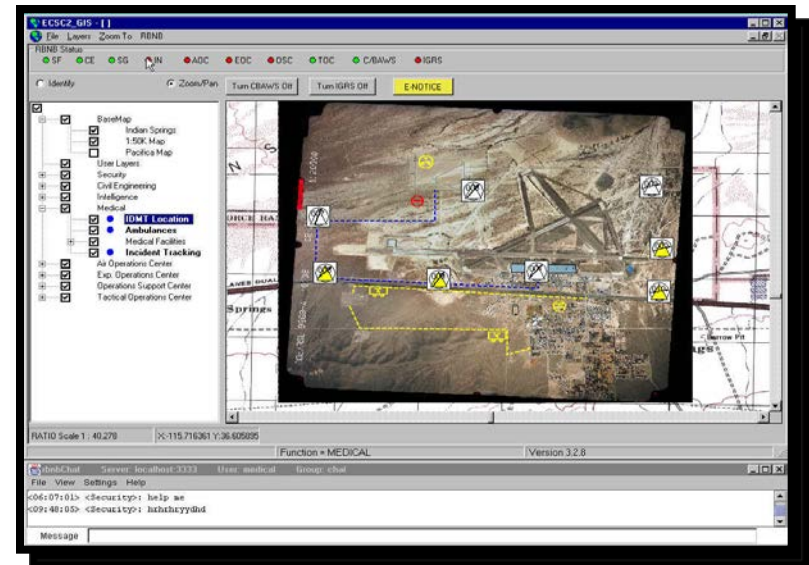 ECSC2_GIS - [ ]
File Layers Zoom To RBNB
RBNB Status
SF CE SG IN AOC EOC OSC TOC C/BAWS IGRS
Identify Zoom/Pan Turn CBAWS Off Turn IGRS Off E-NOTICE
BaseMap
Indian Springs
1:50K Map
Pacifica Map
User Layers
Security
Civil Engineering
Intelligence
Medical
IDMT Location
Ambulances
Medical Facilities
Incident Tracking
Air Operations Center
Exp. Operations Center
Operations Support Center
Tactical Operations Center
N S
Springs
RATIO Scale 1 : 40.278 X:-115.716361 Y:36.605095
Function = MEDICAL Version 3.2.8
rbnbChat Server: localhost:3333 User: medical Group: chat
File View Settings Help
<06:07:01> <Security>: help me
<09:48:05> <Security>: hrhrhryydhd
Message